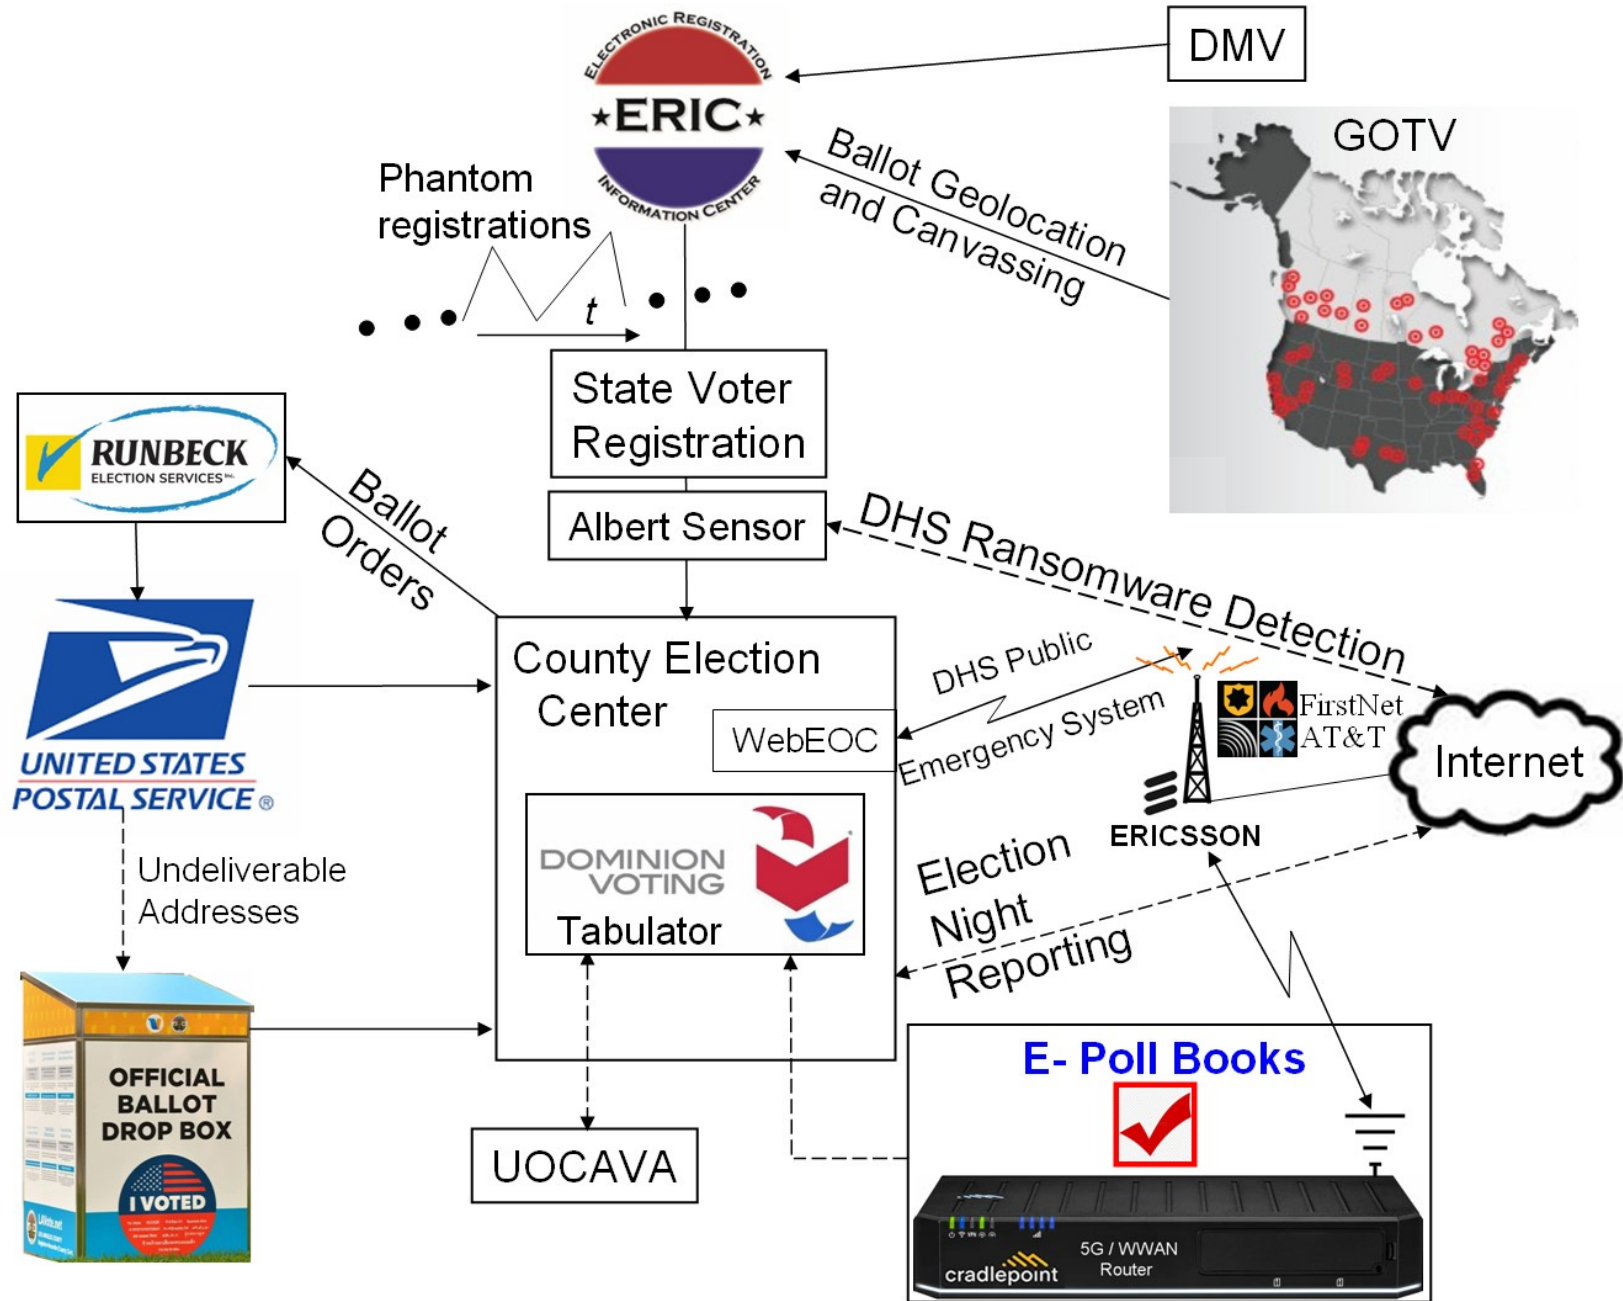 ELECTRONIC REGISTRATION
★ERIC★
INFORMATION CENTER
DMV
GOTV
Ballot Geolocation
and Canvassing
Phantom
registrations
t
State Voter
Registration
RUNBECK
ELECTION SERVICES Inc.
Ballot
Orders
Albert Sensor
DHS Ransomware Detection
UNITED STATES
POSTAL SERVICE ®
County Election
Center
WebEOC
DHS Public
Emergency System
FirstNet
AT&T
ERICSSON
Internet
DOMINION
VOTING
Tabulator
Election
Night
Reporting
Undeliverable
Addresses
OFFICIAL
BALLOT
DROP BOX
I VOTED
LAVote.net
UOCAVA
E- Poll Books
5G / WWAN
Router
cradlepoint